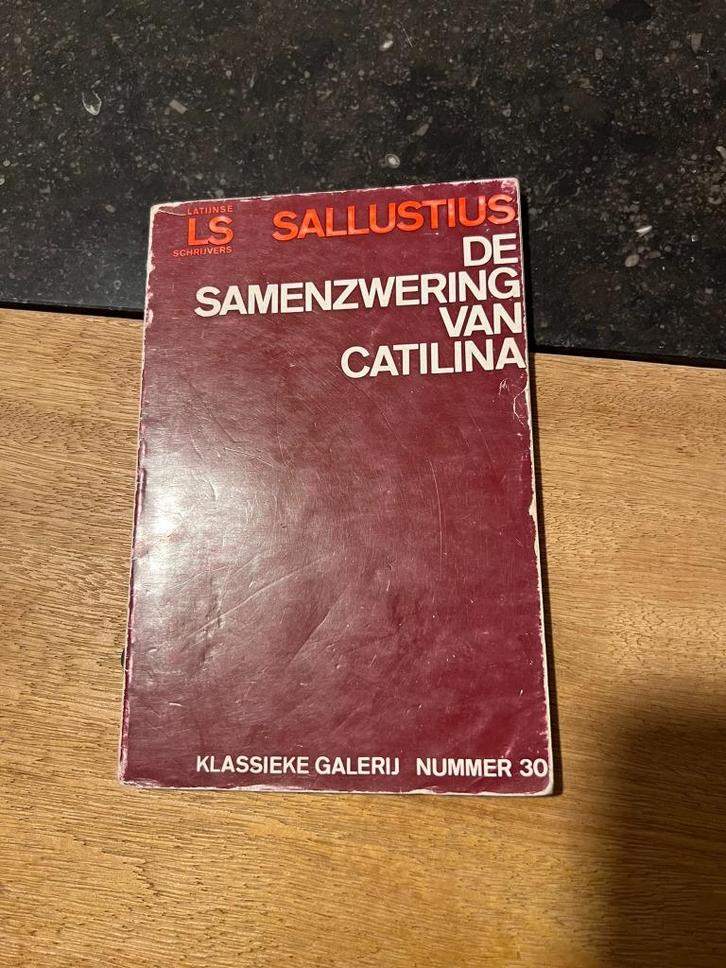 LATIJNSE
LS
SCHRIJVERS
SALLUSTIUS
DE
SAMENZWERING
VAN
CATILINA
KLASSIEKE GALERIJ NUMMER 30